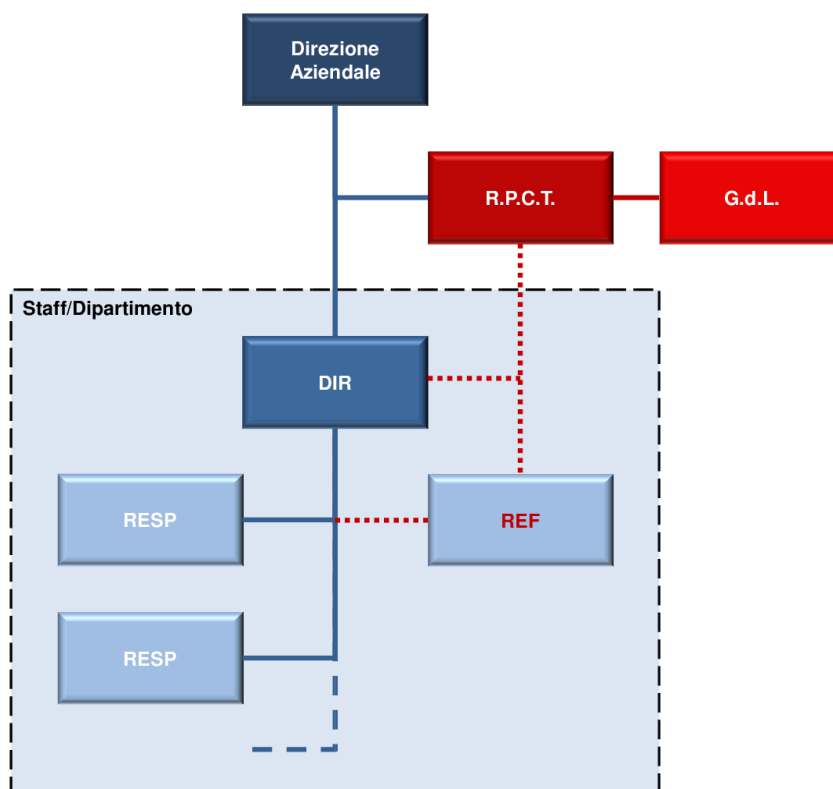 Direzione
Aziendale
R.P.C.T.
G.d.L.
Staff/Dipartimento
DIR
RESP
REF
RESP